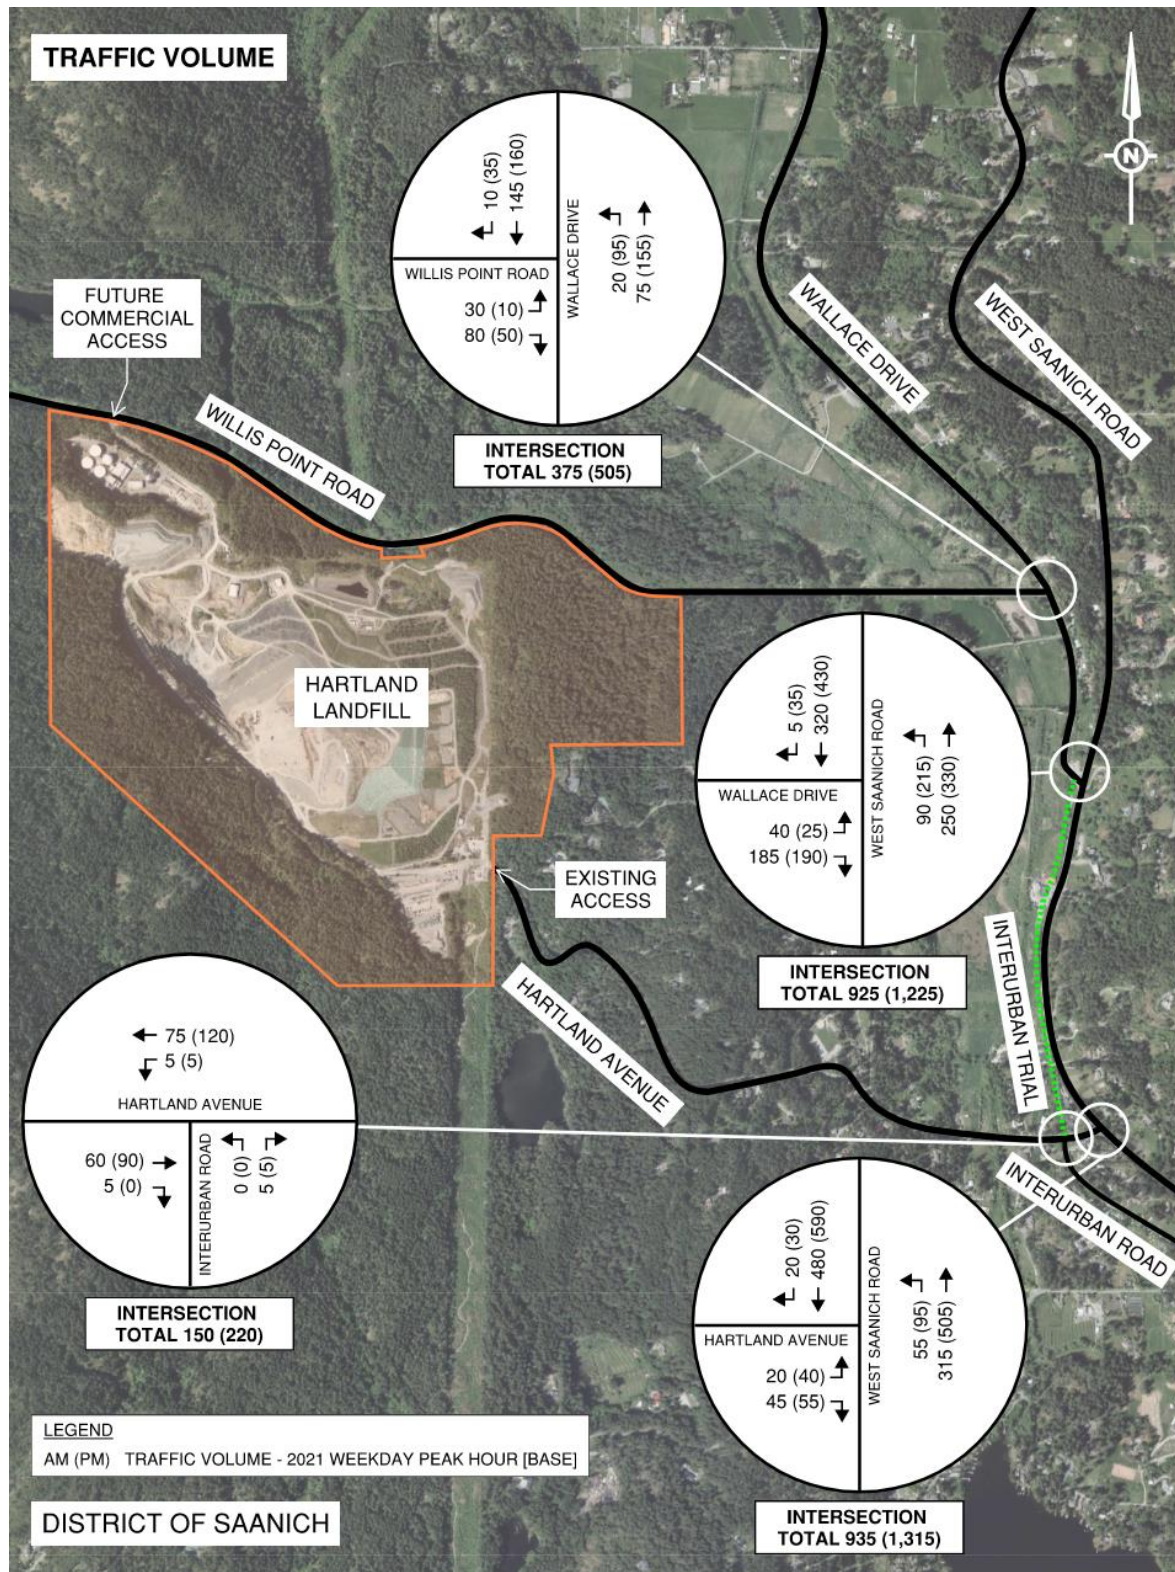 TRAFFIC VOLUME
N
10 (35)
145 (160)
WILLIS POINT ROAD
30 (10)
80 (50)
WALLACE DRIVE
20 (95)
75 (155)
INTERSECTION
TOTAL 375 (505)
FUTURE
COMMERCIAL
ACCESS
WILLIS POINT ROAD
WALLACE DRIVE
WEST SAANICH ROAD
HARTLAND
LANDFILL
5 (35)
320 (430)
WALLACE DRIVE
40 (25)
185 (190)
WEST SAANICH ROAD
90 (215)
250 (330)
INTERSECTION
TOTAL 925 (1,225)
EXISTING
ACCESS
HARTLAND AVENUE
INTERURBAN TRIAL
INTERURBAN ROAD
75 (120)
5 (5)
HARTLAND AVENUE
60 (90)
5 (0)
INTERURBAN ROAD
0 (0)
5 (5)
INTERSECTION
TOTAL 150 (220)
20 (30)
480 (590)
HARTLAND AVENUE
20 (40)
45 (55)
WEST SAANICH ROAD
55 (95)
315 (505)
INTERSECTION
TOTAL 935 (1,315)
LEGEND
AM (PM) TRAFFIC VOLUME - 2021 WEEKDAY PEAK HOUR [BASE]
DISTRICT OF SAANICH